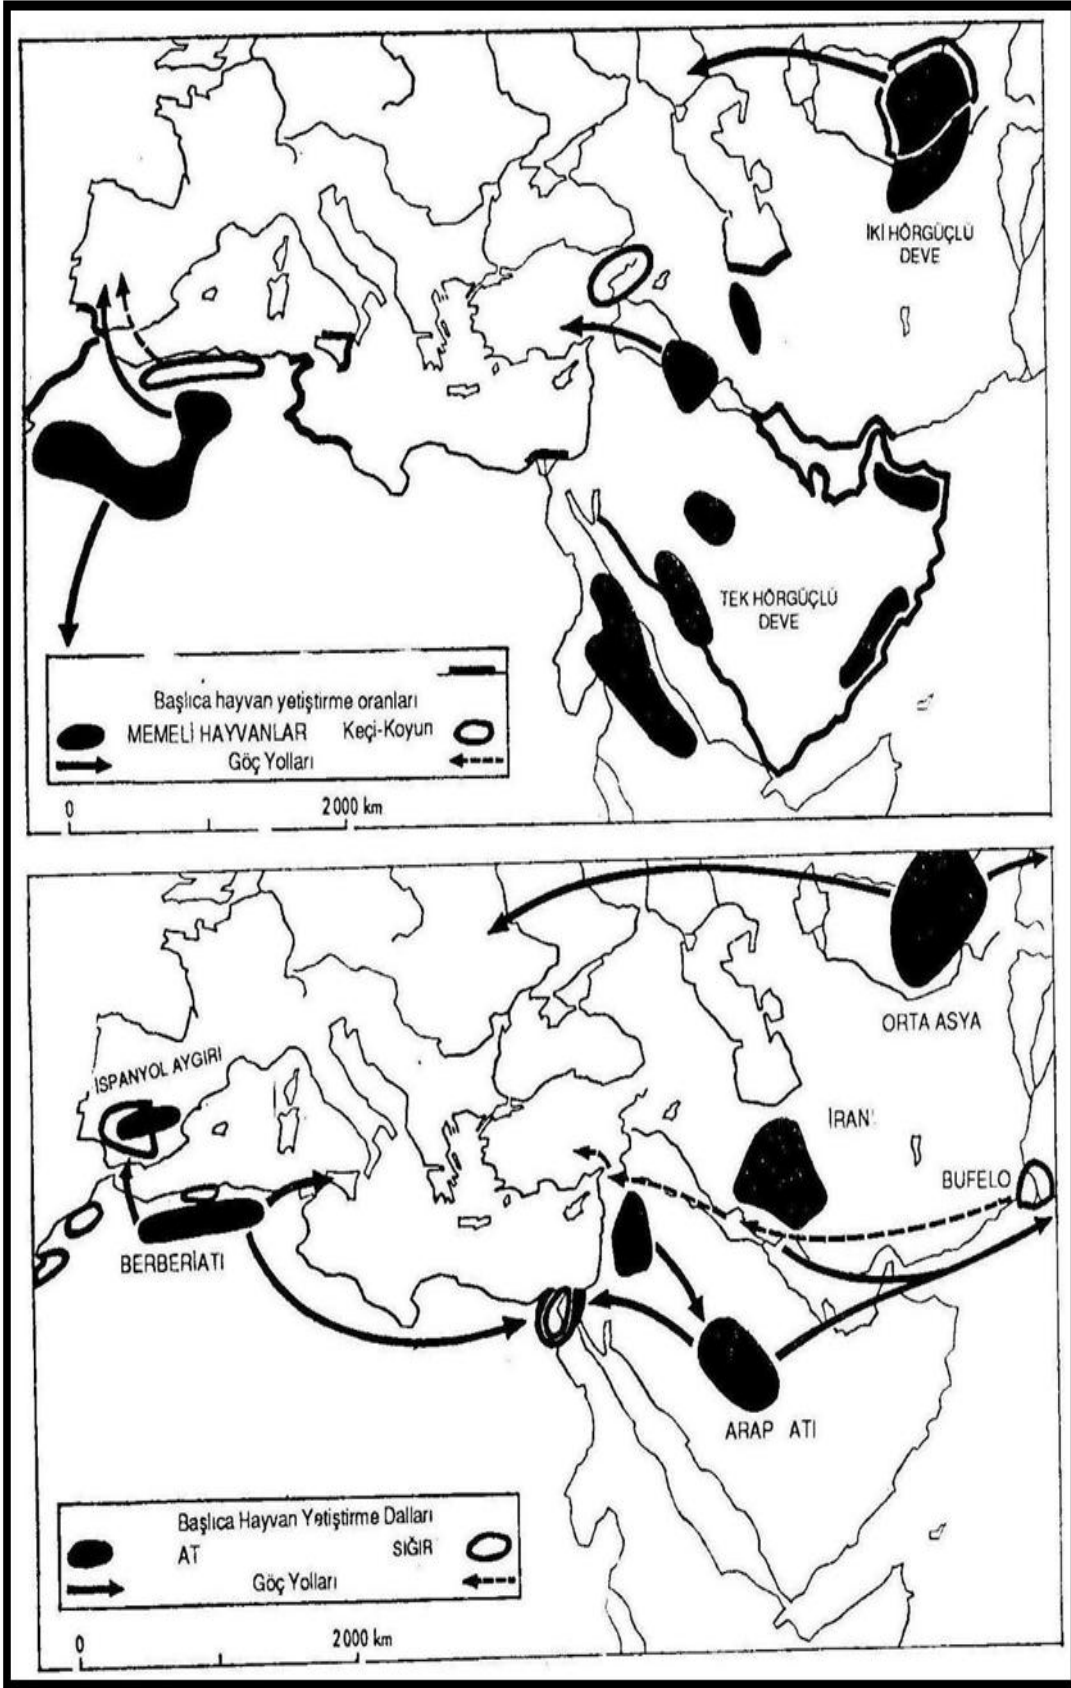 İKİ HÖRGÜÇLÜ
DEVE
TEK HÖRGÜÇLÜ
DEVE
Başlıca hayvan yetiştirme oranları
MEMELİ HAYVANLAR Keçi-Koyun
Göç Yolları
0 2000 km
ORTA ASYA
İSPANYOL AYGIRI
İRAN
BUFELO
BERBERİ ATI
ARAP ATI
Başlıca Hayvan Yetiştirme Dalları
AT SIĞIR
Göç Yolları
0 2000 km